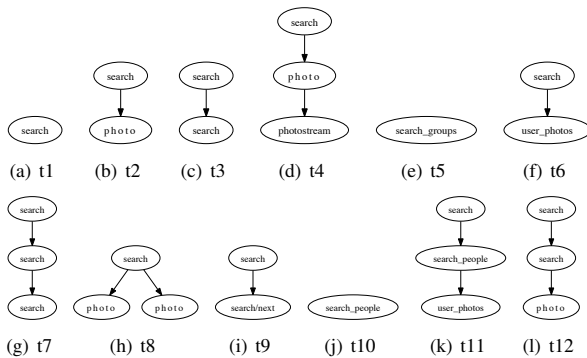 search
search
photo
search
search
search
photo
photostream
search_groups
search
user_photos
(a) t1
(b) t2
(c) t3
(d) t4
(e) t5
(f) t6
search
search
search
search
photo
photo
search
search/next
search_people
search
search_people
user_photos
search
search
photo
(g) t7
(h) t8
(i) t9
(j) t10
(k) t11
(l) t12